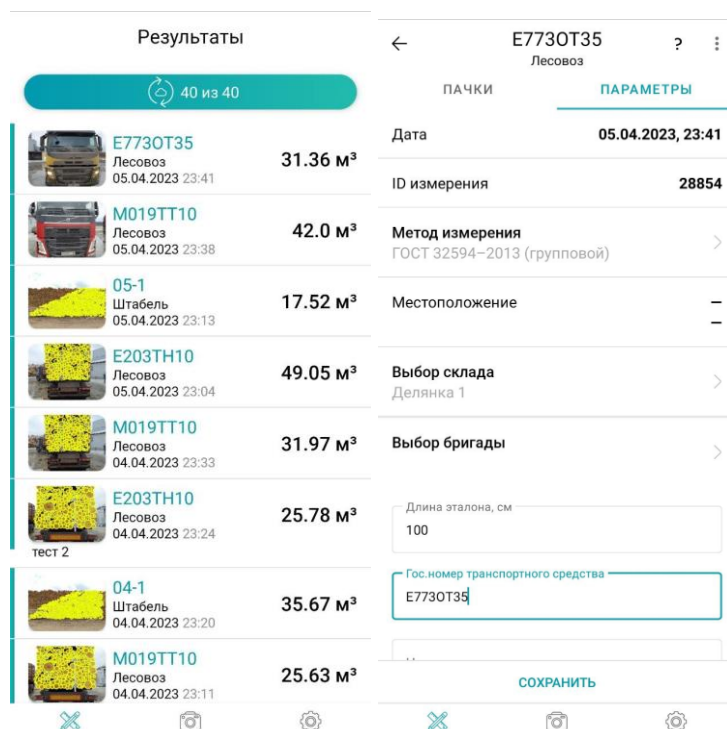 Результаты
40 из 40
Е773ОТ35
Лесовоз
05.04.2023 23:41
31.36 м³
М019ТТ10
Лесовоз
05.04.2023 23:38
42.0 м³
05-1
Штабель
05.04.2023 23:13
17.52 м³
Е203ТН10
Лесовоз
05.04.2023 23:04
49.05 м³
М019ТТ10
Лесовоз
04.04.2023 23:33
31.97 м³
Е203ТН10
Лесовоз
04.04.2023 23:24
25.78 м³
тест 2
04-1
Штабель
04.04.2023 23:20
35.67 м³
М019ТТ10
Лесовоз
04.04.2023 23:11
25.63 м³
Е773ОТ35
Лесовоз
?
ПАЧКИ
ПАРАМЕТРЫ
Дата
05.04.2023, 23:41
ID измерения
28854
Метод измерения
ГОСТ 32594–2013 (групповой)
Местоположение
–
–
Выбор склада
Делянка 1
Выбор бригады
Длина эталона, см
100
Гос.номер транспортного средства
Е773ОТ35
СОХРАНИТЬ